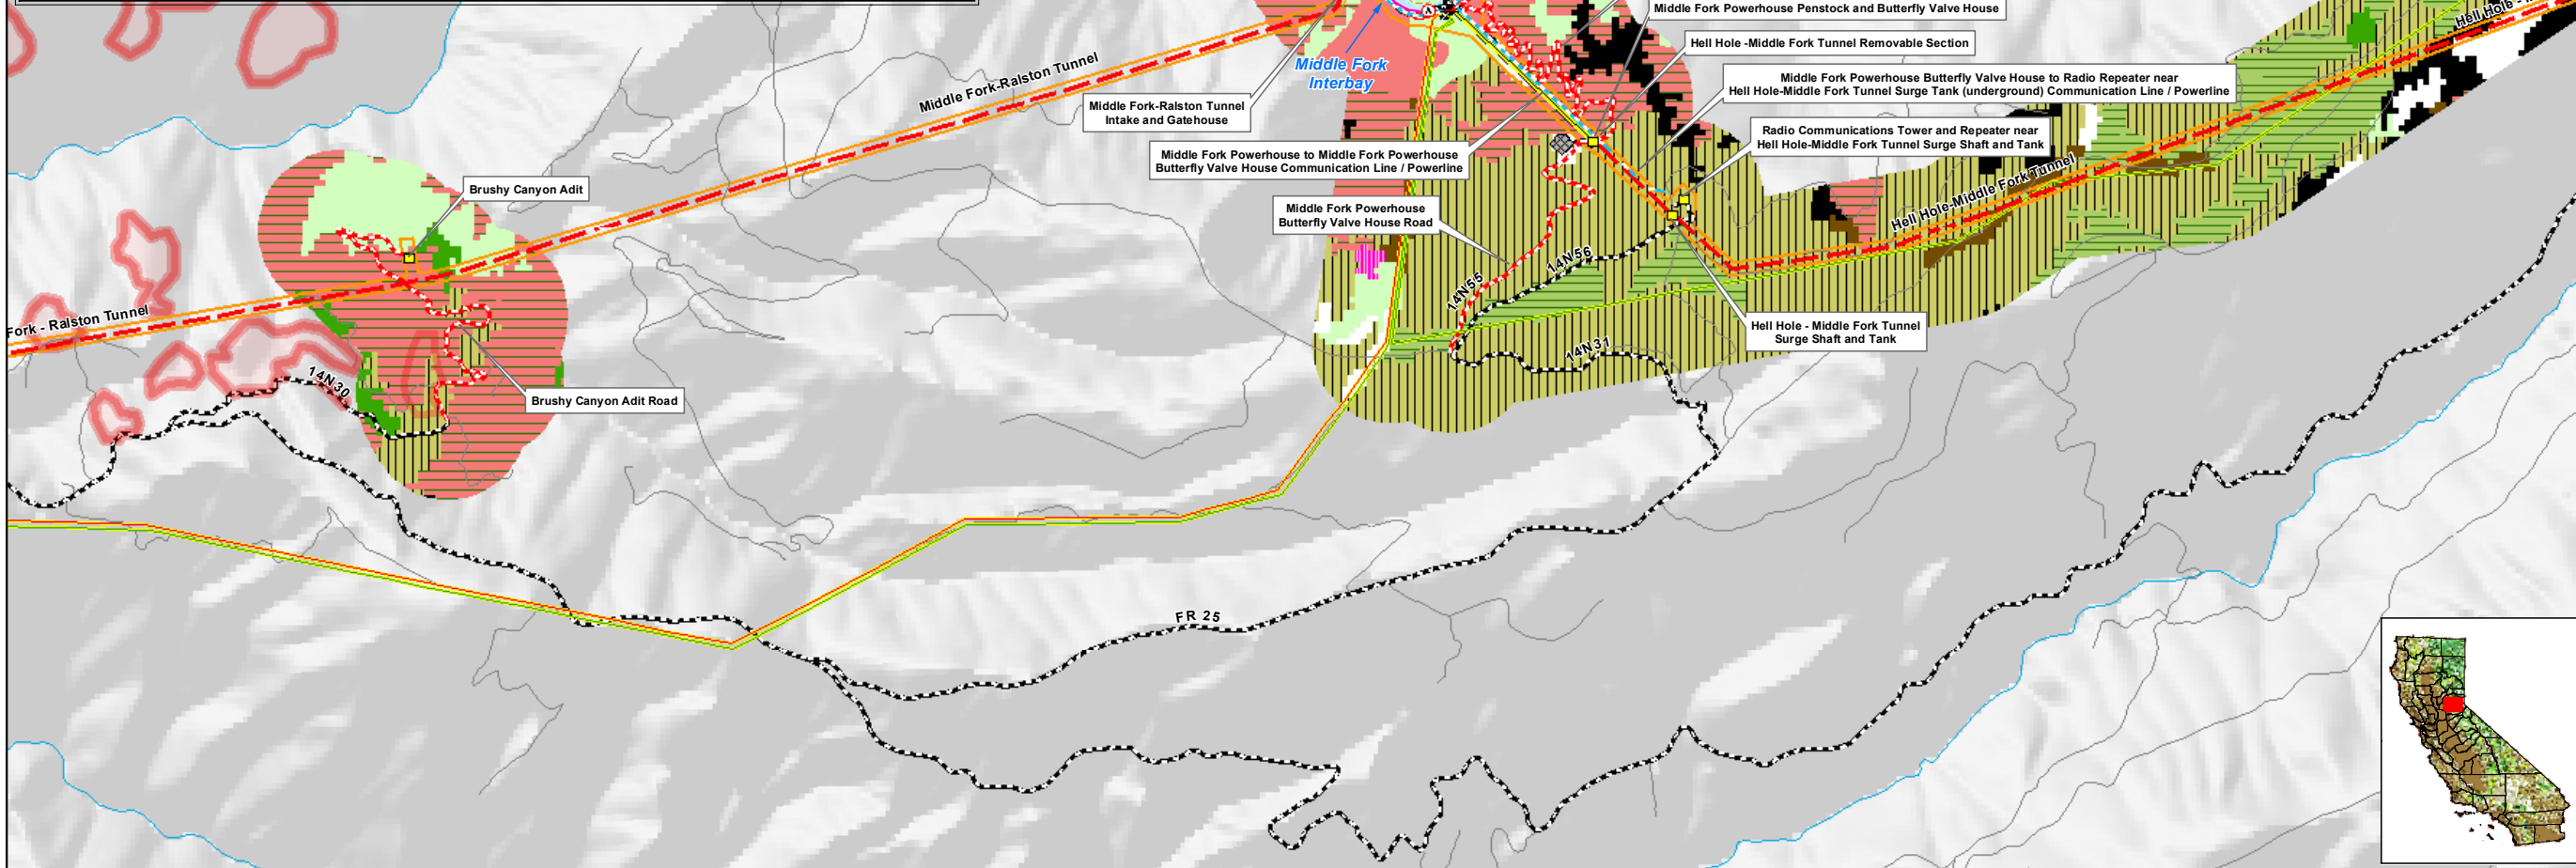 Middle Fork Powerhouse Penstock and Butterfly Valve House
Hell Hole -
Hell Hole -Middle Fork Tunnel Removable Section
Middle Fork
Interbay
Middle Fork-Ralston Tunnel
Middle Fork Powerhouse Butterfly Valve House to Radio Repeater near
Hell Hole-Middle Fork Tunnel Surge Tank (underground) Communication Line / Powerline
Middle Fork-Ralston Tunnel
Intake and Gatehouse
Radio Communications Tower and Repeater near
Hell Hole-Middle Fork Tunnel Surge Shaft and Tank
Middle Fork Powerhouse to Middle Fork Powerhouse
Butterfly Valve House Communication Line / Powerline
Brushy Canyon Adit
Hell Hole-Middle Fork Tunnel
Middle Fork Powerhouse
Butterfly Valve House Road
14N56
14N55
Fork - Ralston Tunnel
Hell Hole - Middle Fork Tunnel
Surge Shaft and Tank
14N31
14N30
Brushy Canyon Adit Road
FR 25